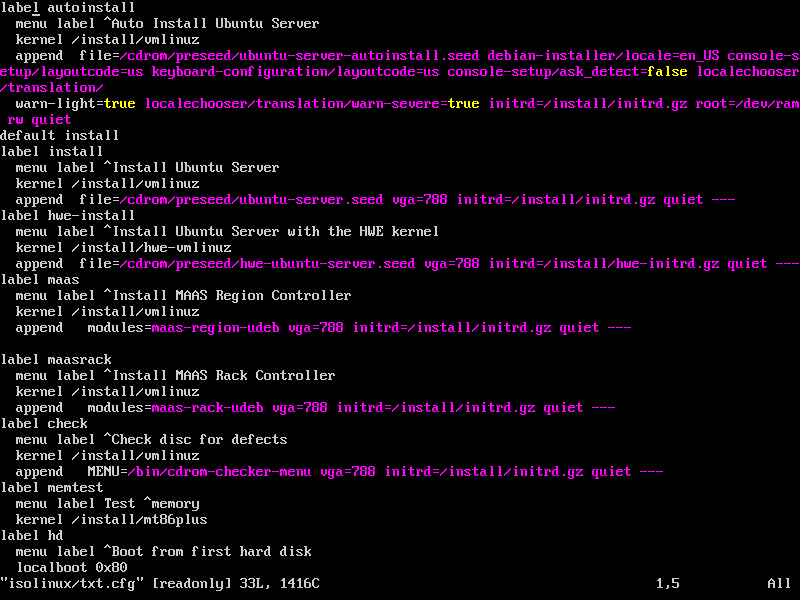 label autoinstall
  menu label ^Auto Install Ubuntu Server
  kernel /install/vmlinuz
  append  file=/cdrom/preseed/ubuntu-server-autoinstall.seed debian-installer/locale=en_US console-s
etup/layoutcode=us keyboard-configuration/layoutcode=us console-setup/ask_detect=false localechooser
/translation/
  warn-light=true localechooser/translation/warn-severe=true initrd=/install/initrd.gz root=/dev/ram
 rw quiet
default install
label install
  menu label ^Install Ubuntu Server
  kernel /install/vmlinuz
  append  file=/cdrom/preseed/ubuntu-server.seed vga=788 initrd=/install/initrd.gz quiet ---
label hwe-install
  menu label ^Install Ubuntu Server with the HWE kernel
  kernel /install/hwe-vmlinuz
  append  file=/cdrom/preseed/hwe-ubuntu-server.seed vga=788 initrd=/install/hwe-initrd.gz quiet ---
label maas
  menu label ^Install MAAS Region Controller
  kernel /install/vmlinuz
  append   modules=maas-region-udeb vga=788 initrd=/install/initrd.gz quiet ---

label maasrack
  menu label ^Install MAAS Rack Controller
  kernel /install/vmlinuz
  append   modules=maas-rack-udeb vga=788 initrd=/install/initrd.gz quiet ---
label check
  menu label ^Check disc for defects
  kernel /install/vmlinuz
  append   MENU=/bin/cdrom-checker-menu vga=788 initrd=/install/initrd.gz quiet ---
label memtest
  menu label Test ^memory
  kernel /install/mt86plus
label hd
  menu label ^Boot from first hard disk
  localboot 0x80
"isolinux/txt.cfg" [readonly] 33L, 1416C                                          1,5           All